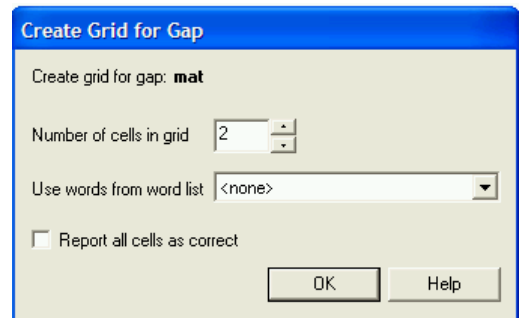 Create Grid for Gap
Create grid for gap: mat
Number of cells in grid 2
Use words from word list <none>
Report all cells as correct
OK Help